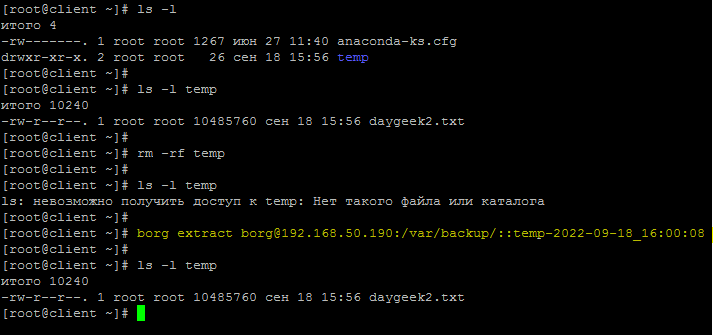 [root@client ~]# ls -l
итого 4
-rw-------. 1 root root 1267 июн 27 11:40 anaconda-ks.cfg
drwxr-xr-x. 2 root root   26 сен 18 15:56 temp
[root@client ~]#
[root@client ~]# ls -l temp
итого 10240
-rw-r--r--. 1 root root 10485760 сен 18 15:56 daygeek2.txt
[root@client ~]#
[root@client ~]# rm -rf temp
[root@client ~]#
[root@client ~]# ls -l temp
ls: невозможно получить доступ к temp: Нет такого файла или каталога
[root@client ~]#
[root@client ~]# borg extract borg@192.168.50.190:/var/backup/::temp-2022-09-18_16:00:08
[root@client ~]#
[root@client ~]# ls -l temp
итого 10240
-rw-r--r--. 1 root root 10485760 сен 18 15:56 daygeek2.txt
[root@client ~]#